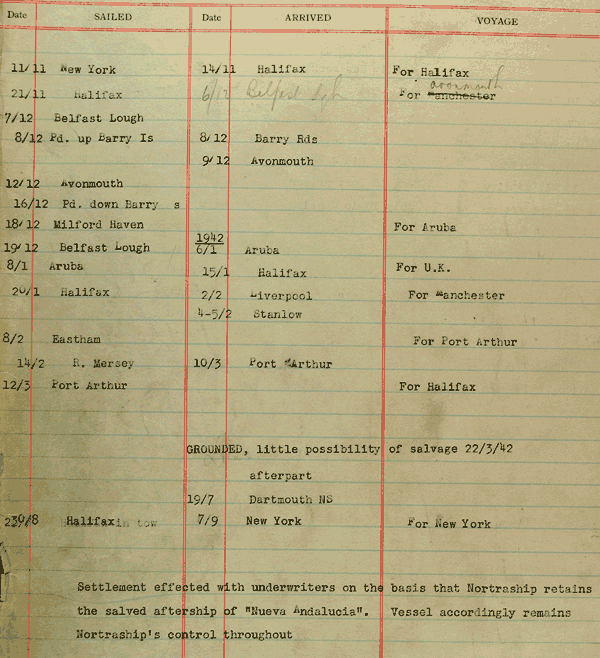 Date SAILED Date ARRIVED VOYAGE
11/11 New York 14/11 Halifax For Halifax
avonmouth
21/11 Halifax 6/12 Belfast Lgh For Manchester
7/12 Belfast Lough
8/12 Pd. up Barry Is 8/12 Barry Rds
9/12 Avonmouth
12/12 Avonmouth
16/12 Pd. down Barry s
18/12 Milford Haven For Aruba
1942
19/12 Belfast Lough 6/1 Aruba
8/1 Aruba 15/1 Halifax For U.K.
20/1 Halifax 2/2 Liverpool For Manchester
4-5/2 Stanlow
8/2 Eastham For Port Arthur
14/2 R. Mersey 10/3 Port Arthur
12/3 Port Arthur For Halifax
GROUNDED, little possibility of salvage 22/3/42
afterpart
19/7 Dartmouth NS
/8 Halifax in tow 7/9 New York For New York
Settlement effected with underwriters on the basis that Nortraship retains
the salved aftership of "Nueva Andalucia". Vessel accordingly remains
Nortraship's control throughout